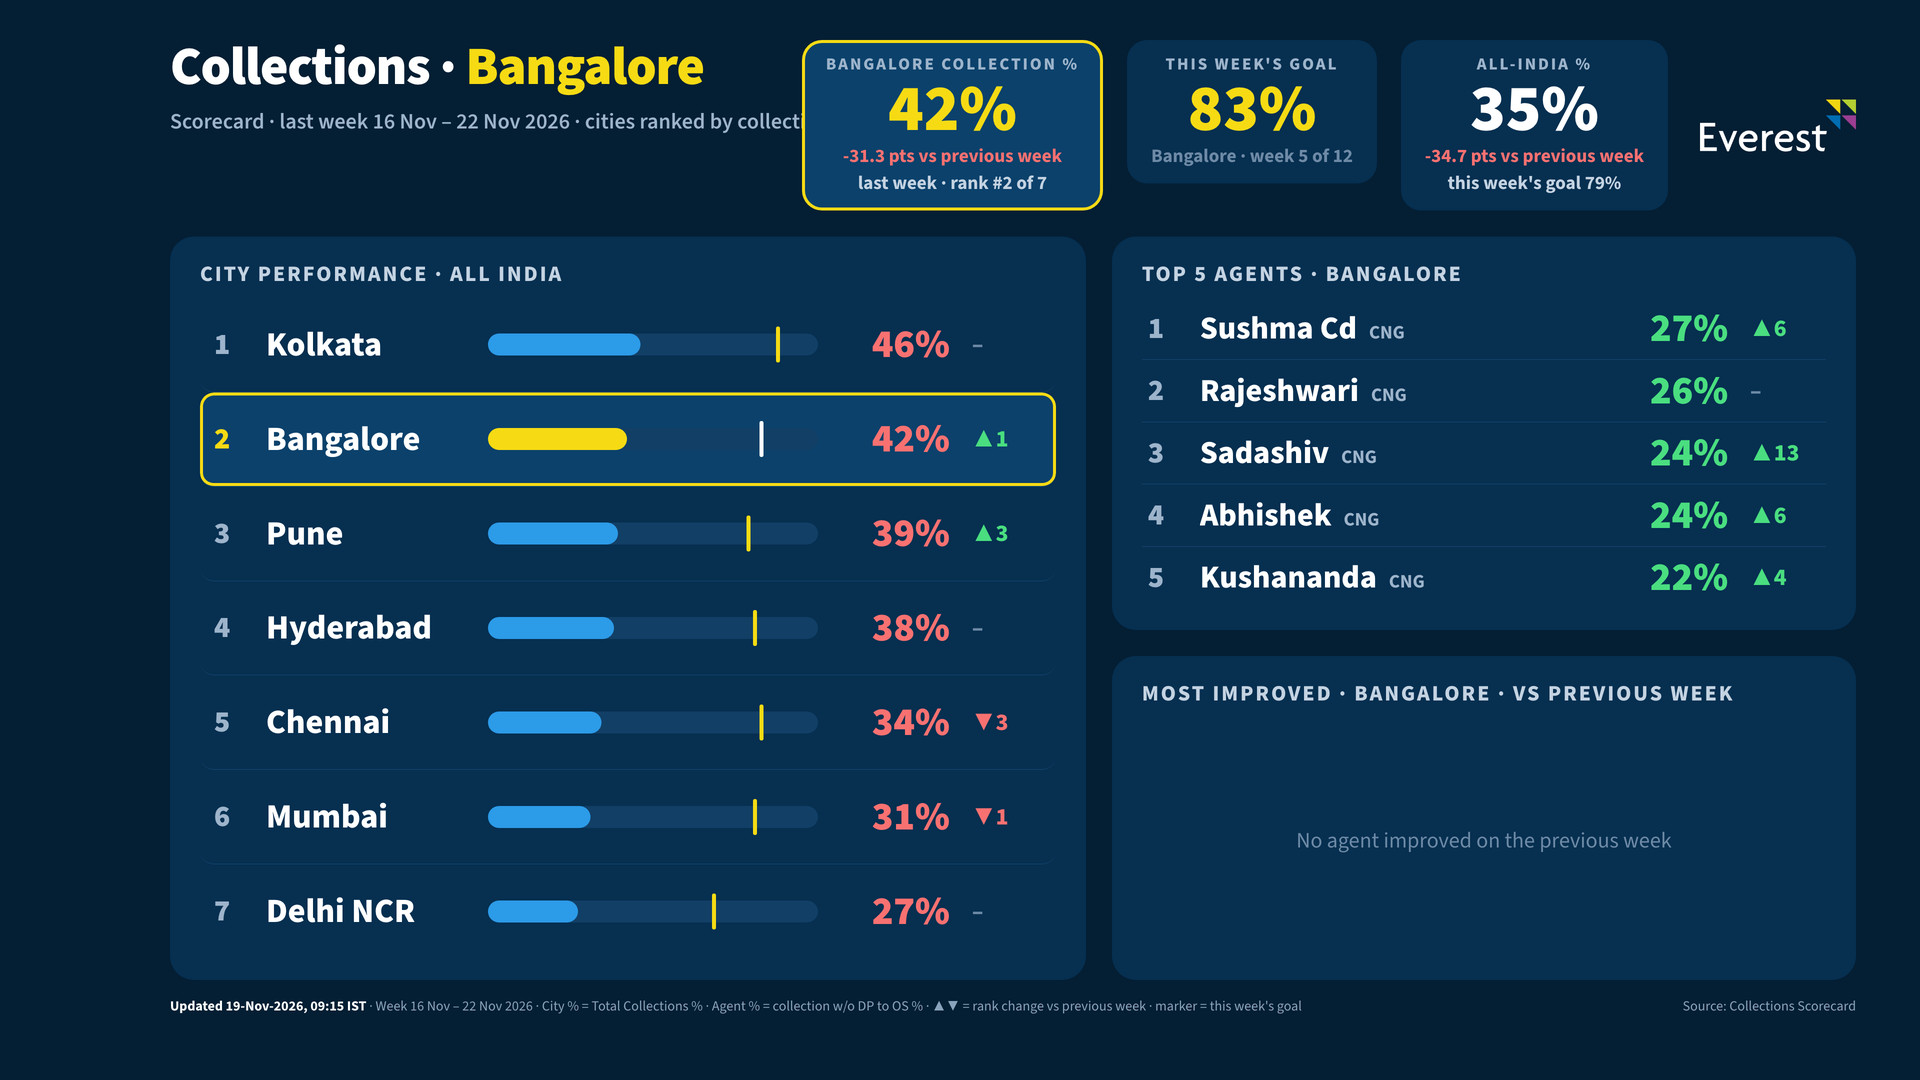 Collections · Bangalore
Scorecard · last week 16 Nov – 22 Nov 2026 · cities ranked by collecti
BANGALORE COLLECTION %
42%
-31.3 pts vs previous week
last week · rank #2 of 7
THIS WEEK'S GOAL
83%
Bangalore · week 5 of 12
ALL-INDIA %
35%
-34.7 pts vs previous week
this week's goal 79%
Everest
CITY PERFORMANCE · ALL INDIA
1 Kolkata 46% –
2 Bangalore 42% ▲1
3 Pune 39% ▲3
4 Hyderabad 38% –
5 Chennai 34% ▼3
6 Mumbai 31% ▼1
7 Delhi NCR 27% –
TOP 5 AGENTS · BANGALORE
1 Sushma Cd CNG 27% ▲6
2 Rajeshwari CNG 26% –
3 Sadashiv CNG 24% ▲13
4 Abhishek CNG 24% ▲6
5 Kushananda CNG 22% ▲4
MOST IMPROVED · BANGALORE · VS PREVIOUS WEEK
No agent improved on the previous week
Updated 19-Nov-2026, 09:15 IST · Week 16 Nov – 22 Nov 2026 · City % = Total Collections % · Agent % = collection w/o DP to OS % · ▲▼ = rank change vs previous week · marker = this week's goal
Source: Collections Scorecard